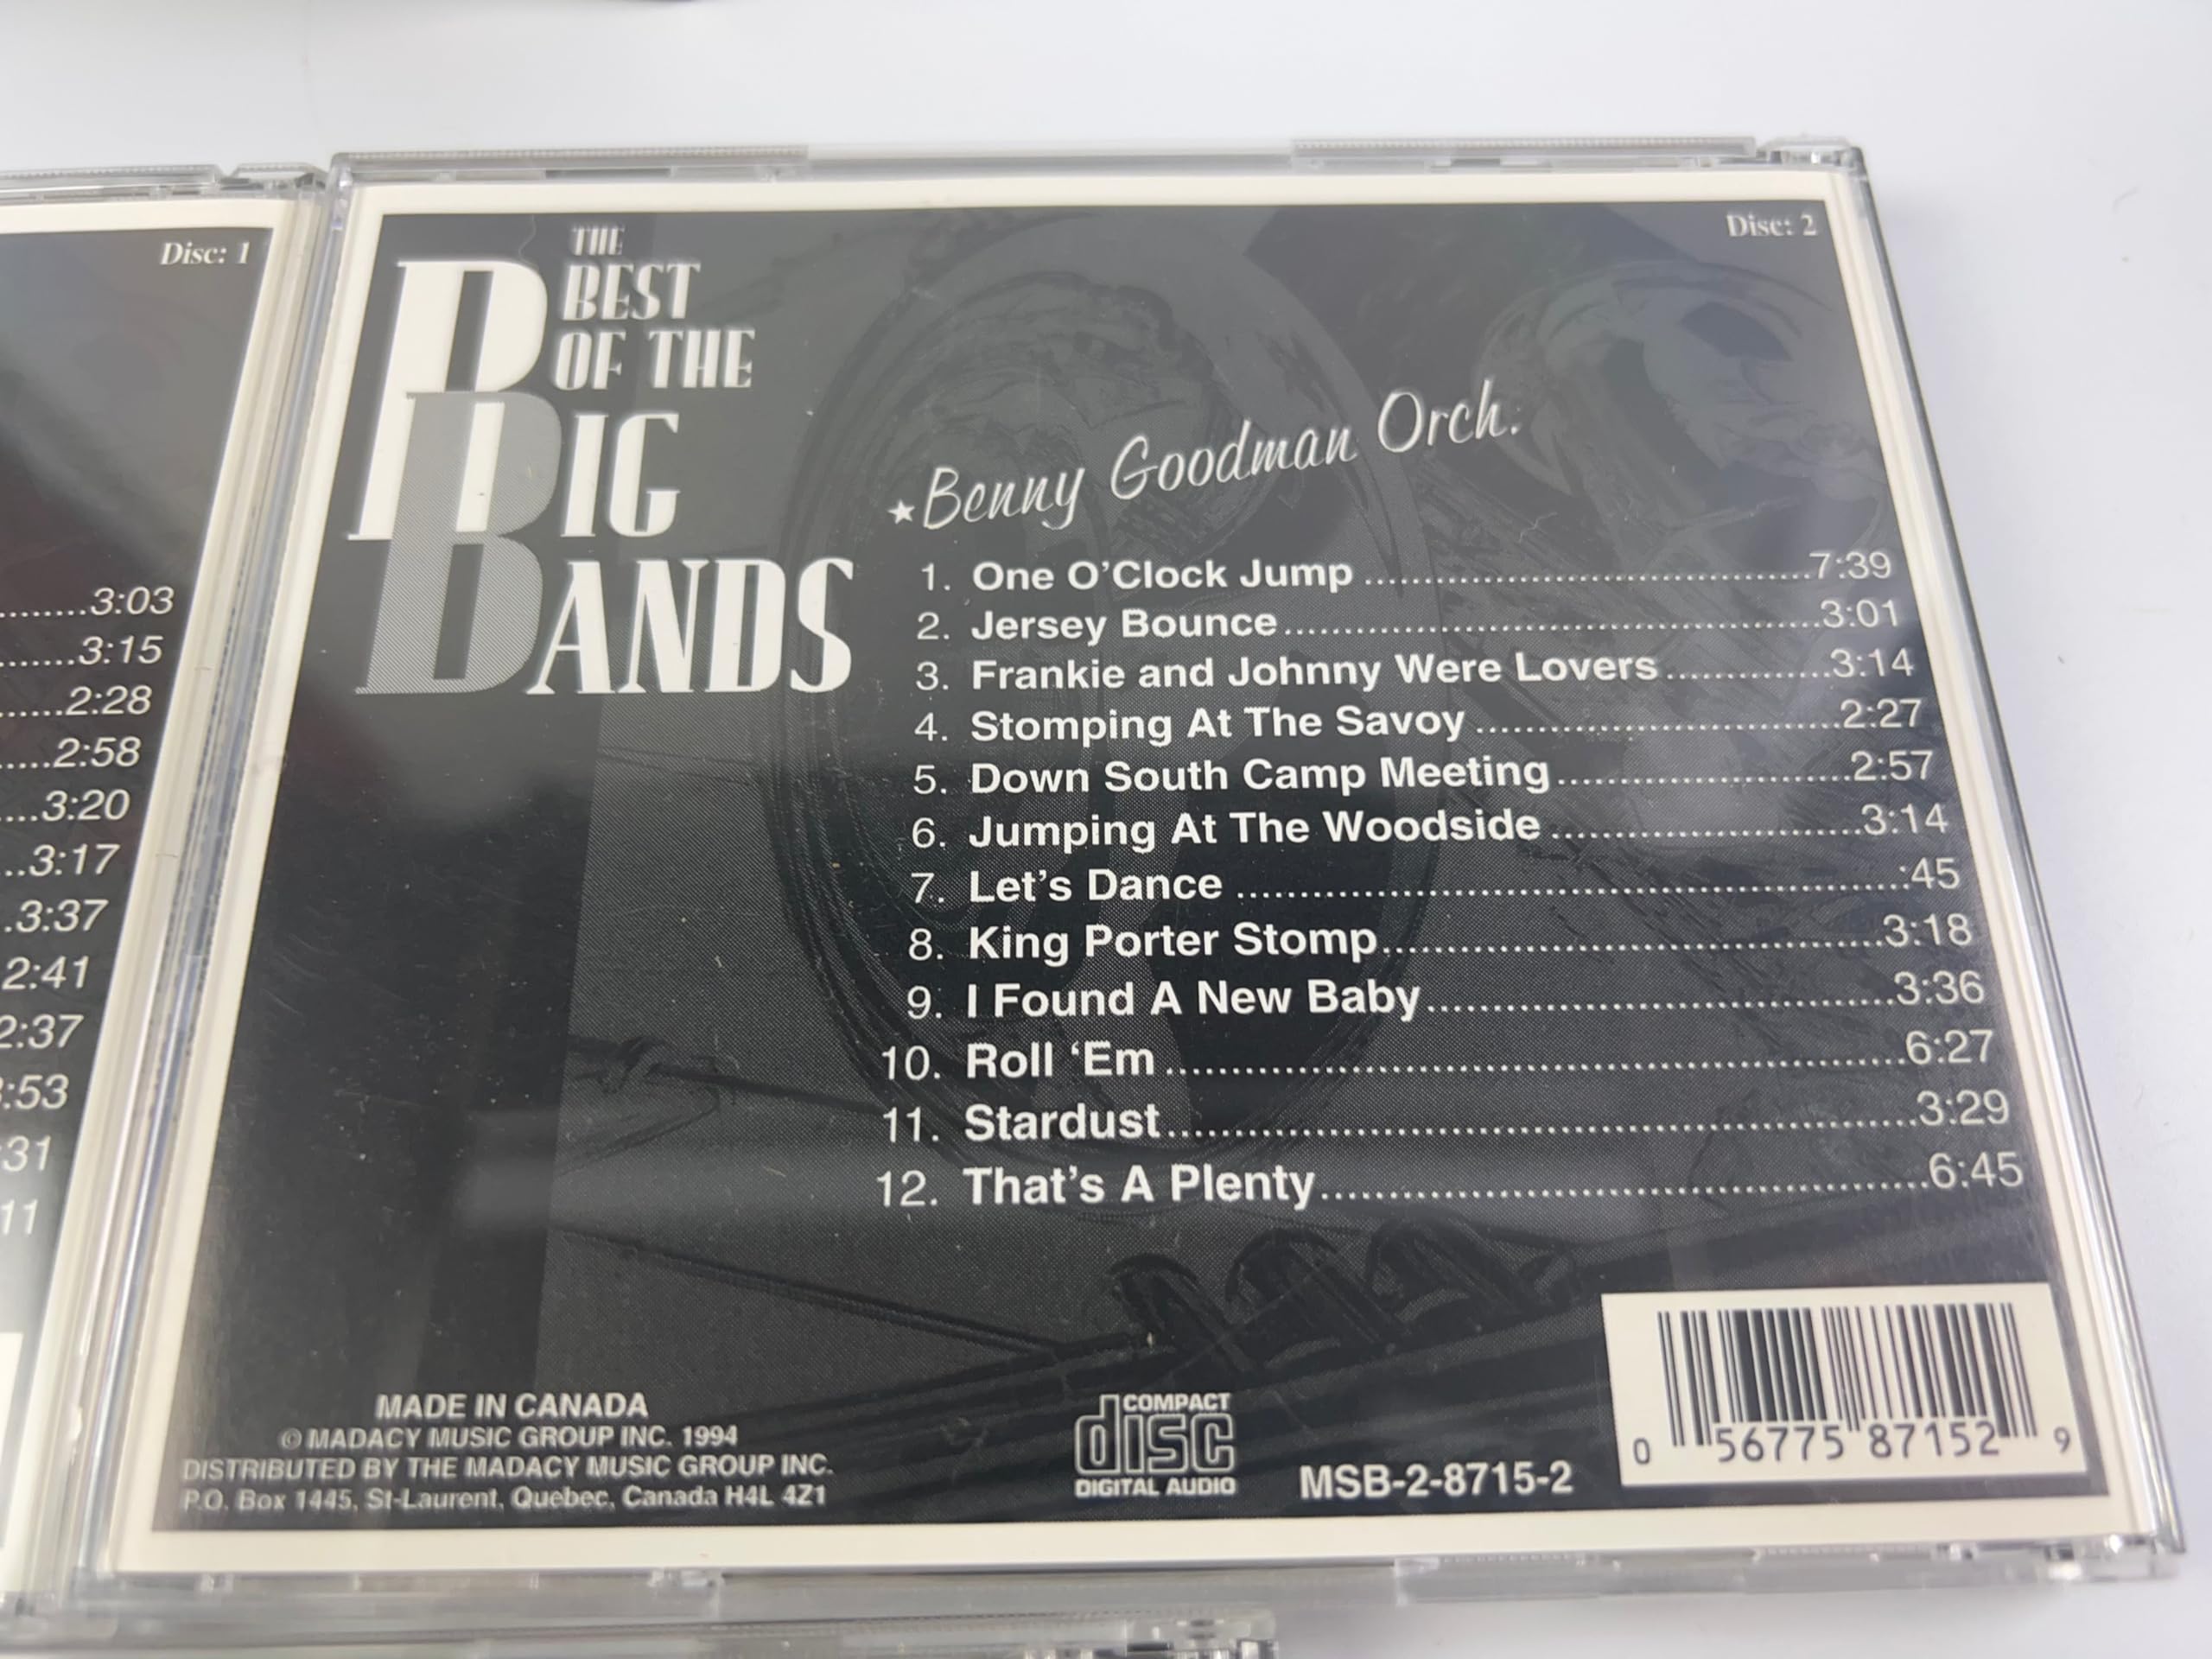 Disc: 1
........3:03
.......3:15
......2:28
.....2:58
....3:20
..3:17
.3:37
2:41
2:37
:53
31
11
Disc: 2
THE
BEST
OF THE
BIG
BANDS
★Benny Goodman Orch.
1. One O'Clock Jump ....................................7:39
2. Jersey Bounce...........................................3:01
3. Frankie and Johnny Were Lovers.............3:14
4. Stomping At The Savoy .............................2:27
5. Down South Camp Meeting.......................2:57
6. Jumping At The Woodside ........................3:14
7. Let's Dance ................................................:45
8. King Porter Stomp.....................................3:18
9. I Found A New Baby..................................3:36
10. Roll ‘Em .....................................................6:27
11. Stardust......................................................3:29
12. That's A Plenty...........................................6:45
MADE IN CANADA
© MADACY MUSIC GROUP INC. 1994
DISTRIBUTED BY THE MADACY MUSIC GROUP INC.
P.O. Box 1445, St-Laurent, Quebec, Canada H4L 4Z1
COMPACT
disc
DIGITAL AUDIO
MSB-2-8715-2
0 56775 87152 9